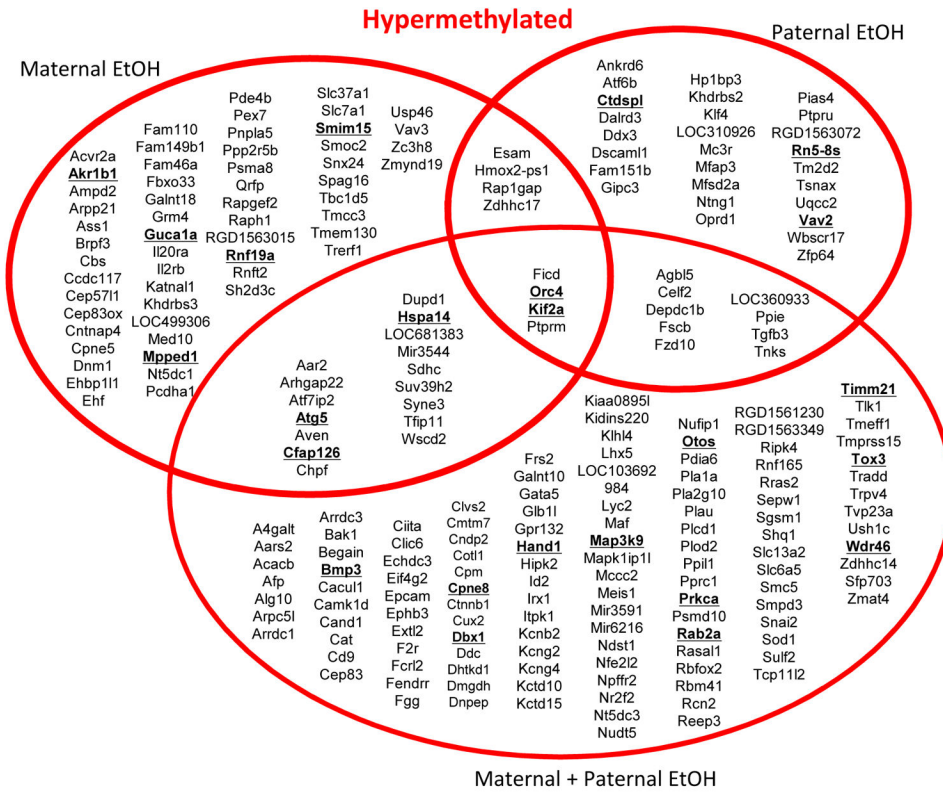 Hypermethylated
Maternal EtOH
Paternal EtOH
Acvr2a
Akr1b1
Ampd2
Arpp21
Ass1
Brpf3
Cbs
Ccdc117
Cep57l1
Cep83ox
Cntnap4
Cpne5
Dnm1
Ehbp1l1
Ehf
Fam110
Fam149b1
Fam46a
Fbxo33
Galnt18
Grm4
Guca1a
Il20ra
Il2rb
Katnal1
Khdrbs3
LOC499306
Med10
Mpped1
Nt5dc1
Pcdha1
Pde4b
Pex7
Pnpla5
Ppp2r5b
Psma8
Qrfp
Rapgef2
Raph1
RGD1563015
Rnf19a
Rnft2
Sh2d3c
Slc37a1
Slc7a1
Smim15
Smoc2
Snx24
Spag16
Tbc1d5
Tmcc3
Tmem130
Trerf1
Usp46
Vav3
Zc3h8
Zmynd19
Esam
Hmox2-ps1
Rap1gap
Zdhhc17
Ankrd6
Atf6b
Ctdspl
Dalrd3
Ddx3
Dscaml1
Fam151b
Gipc3
Hp1bp3
Khdrbs2
Klf4
LOC310926
Mc3r
Mfap3
Mfsd2a
Ntng1
Oprd1
Pias4
Ptpru
RGD1563072
Rn5-8s
Tm2d2
Tsnax
Uqcc2
Vav2
Wbscr17
Zfp64
Aar2
Arhgap22
Atf7ip2
Atg5
Aven
Cfap126
Chpf
Dupd1
Hspa14
LOC681383
Mir3544
Sdhc
Suv39h2
Syne3
Tfip11
Wscd2
Ficd
Orc4
Kif2a
Ptprm
Agbl5
Celf2
Depdc1b
Fscb
Fzd10
LOC360933
Ppie
Tgfb3
Tnks
A4galt
Aars2
Acacb
Afp
Alg10
Arpc5l
Arrdc1
Arrdc3
Bak1
Begain
Bmp3
Cacul1
Camk1d
Cand1
Cat
Cd9
Cep83
Ciita
Clic6
Echdc3
Eif4g2
Epcam
Ephb3
Extl2
F2r
Fcrl2
Fendrr
Fgg
Clvs2
Cmtm7
Cndp2
Cotl1
Cpm
Cpne8
Ctnnb1
Cux2
Dbx1
Ddc
Dhtkd1
Dmgdh
Dnpep
Frs2
Galnt10
Gata5
Glb1l
Gpr132
Hand1
Hipk2
Id2
Irx1
Itpk1
Kcnb2
Kcng2
Kcng4
Kctd10
Kctd15
Kiaa0895l
Kidins220
Klhl4
Lhx5
LOC103692
984
Lyc2
Maf
Map3k9
Mapk1ip1l
Mccc2
Meis1
Mir3591
Mir6216
Ndst1
Nfe2l2
Npffr2
Nr2f2
Nt5dc3
Nudt5
Nufip1
Otos
Pdia6
Pla1a
Pla2g10
Plau
Plcd1
Plod2
Ppil1
Pprc1
Prkca
Psmd10
Rab2a
Rasal1
Rbfox2
Rbm41
Rcn2
Reep3
RGD1561230
RGD1563349
Ripk4
Rnf165
Rras2
Sepw1
Sgsm1
Shq1
Slc13a2
Slc6a5
Smc5
Smpd3
Snai2
Sod1
Sulf2
Tcp11l2
Timm21
Tlk1
Tmeff1
Tmprss15
Tox3
Tradd
Trpv4
Tvp23a
Ush1c
Wdr46
Zdhhc14
Sfp703
Zmat4
Maternal + Paternal EtOH